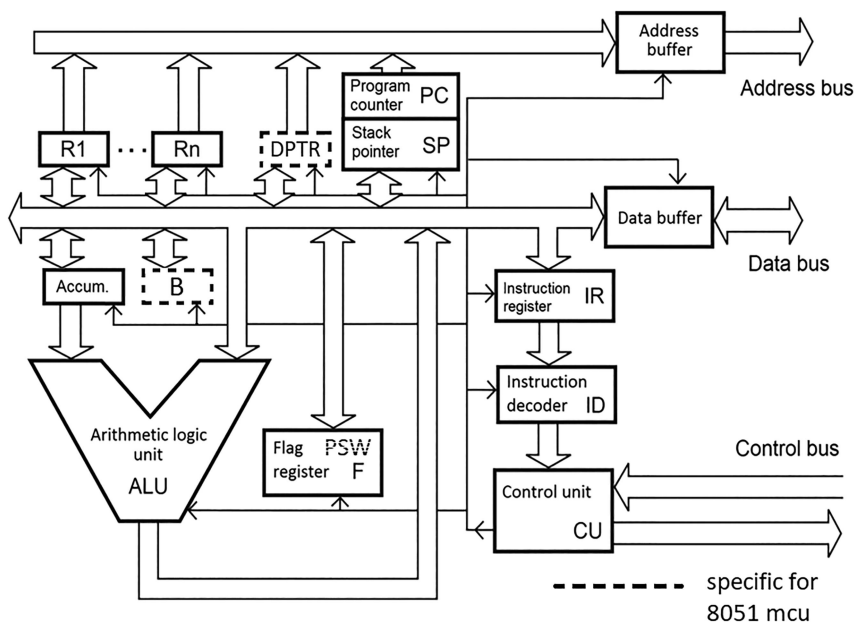 Address
buffer
Address bus
Program
counter PC
Stack
pointer SP
R1 ... Rn
DPTR
Data buffer
Data bus
Accum.
B
Instruction
register IR
Instruction
decoder ID
Arithmetic logic
unit
ALU
Flag PSW
register F
Control bus
Control unit
CU
specific for
8051 mcu